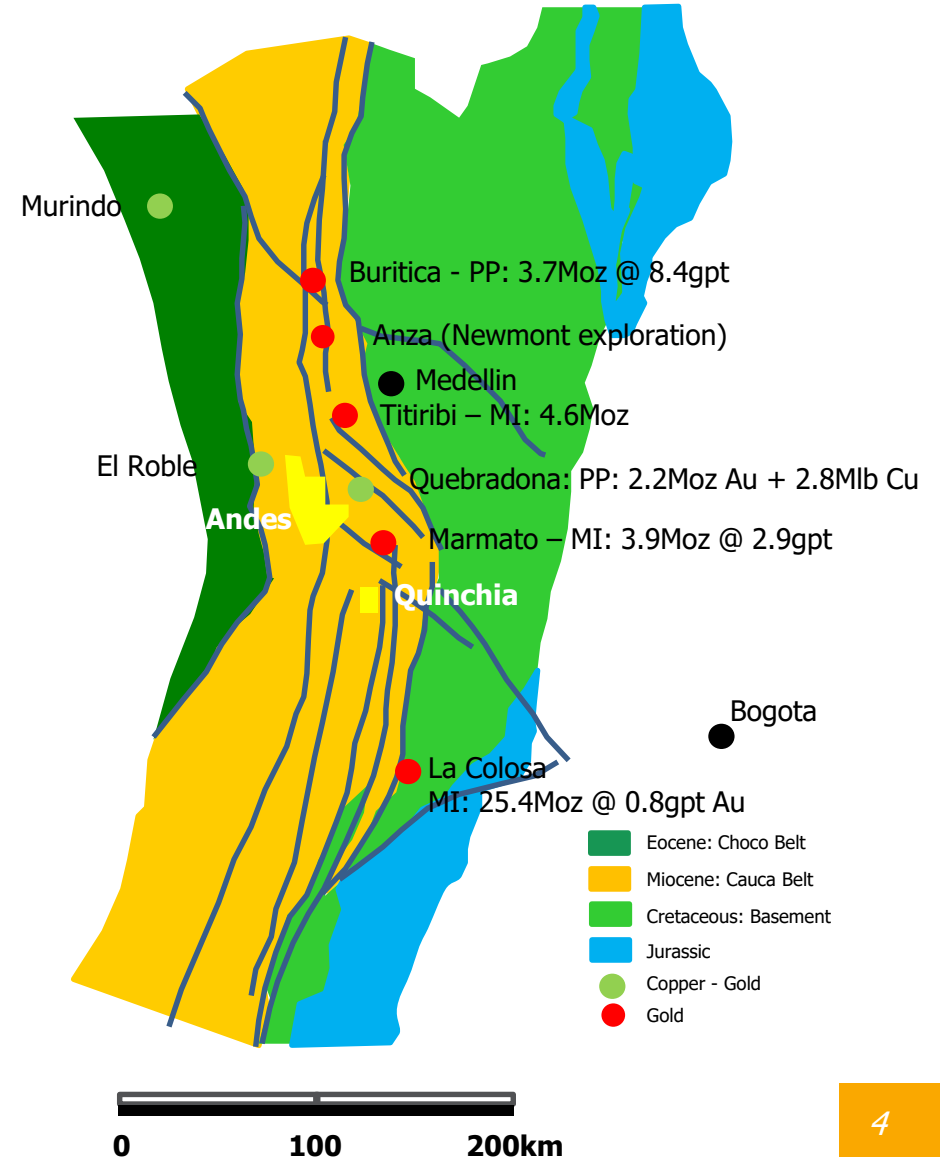 Murindo
Buritica - PP: 3.7Moz @ 8.4gpt
Anza (Newmont exploration)
Medellin
Titiribi – MI: 4.6Moz
El Roble
Quebradona: PP: 2.2Moz Au + 2.8Mlb Cu
Andes
Marmato – MI: 3.9Moz @ 2.9gpt
Quinchia
Bogota
La Colosa
MI: 25.4Moz @ 0.8gpt Au
Eocene: Choco Belt
Miocene: Cauca Belt
Cretaceous: Basement
Jurassic
Copper - Gold
Gold
0 100 200km
4